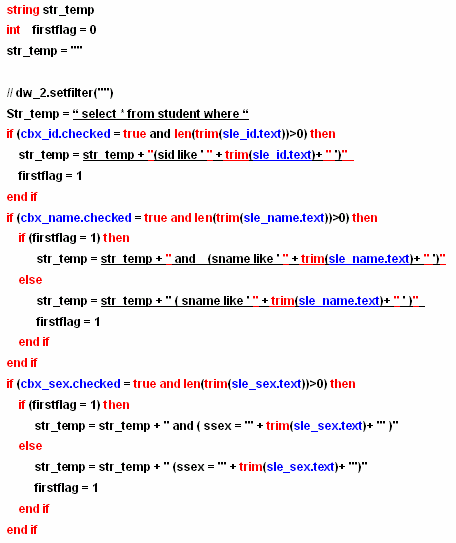 string str_temp
int firstflag = 0
str_temp = ""
// dw_2.setfilter("")
Str_temp = “ select * from student where “
if (cbx_id.checked = true and len(trim(sle_id.text))>0) then
str_temp = str_temp + "(sid like ' " + trim(sle_id.text)+ " ')"
firstflag = 1
end if
if (cbx_name.checked = true and len(trim(sle_name.text))>0) then
if (firstflag = 1) then
str_temp = str_temp + " and (sname like ' " + trim(sle_name.text)+ " ')"
else
str_temp = str_temp + " ( sname like ' " + trim(sle_name.text)+ " ' )"
firstflag = 1
end if
end if
if (cbx_sex.checked = true and len(trim(sle_sex.text))>0) then
if (firstflag = 1) then
str_temp = str_temp + " and ( ssex = '" + trim(sle_sex.text)+ "' )"
else
str_temp = str_temp + " (ssex = '" + trim(sle_sex.text)+ "')"
firstflag = 1
end if
end if